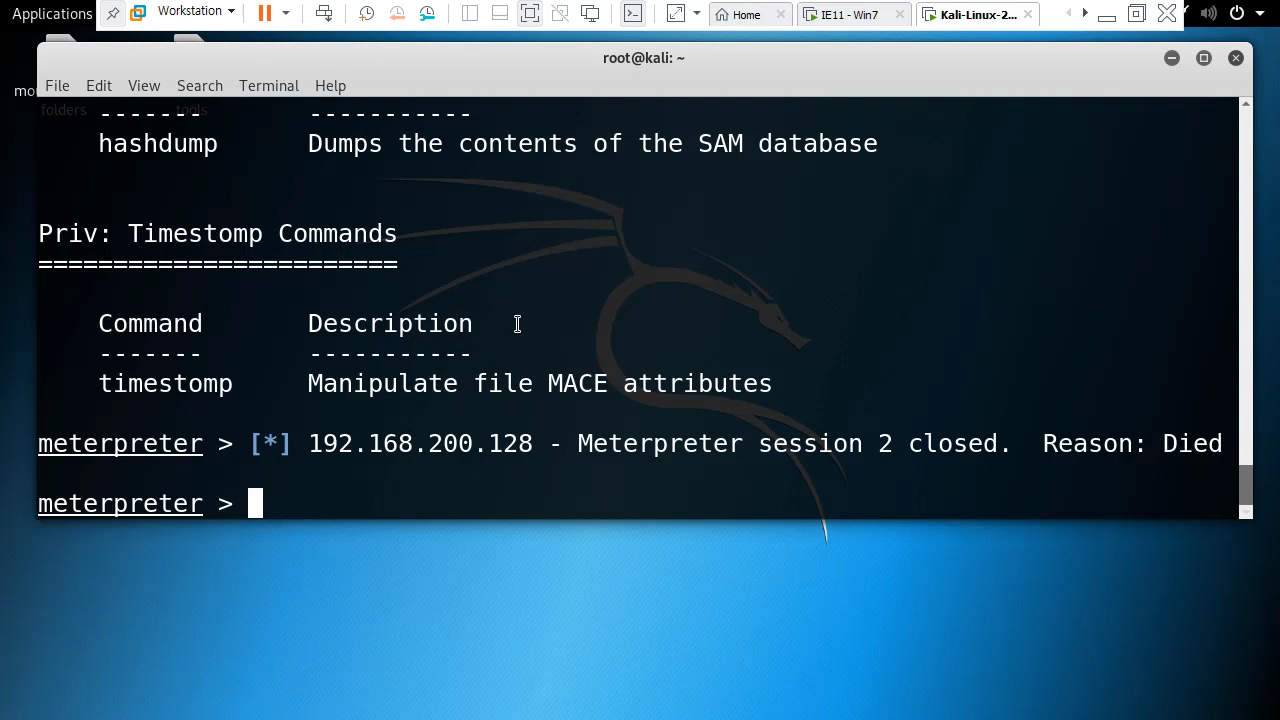 Applications
Workstation
Home
IE11 - Win7
Kali-Linux-2...
root@kali: ~
File Edit View Search Terminal Help
folders tools
------- -----------
hashdump Dumps the contents of the SAM database
Priv: Timestomp Commands
========================
Command Description
------- -----------
timestomp Manipulate file MACE attributes
meterpreter > [*] 192.168.200.128 - Meterpreter session 2 closed. Reason: Died
meterpreter >